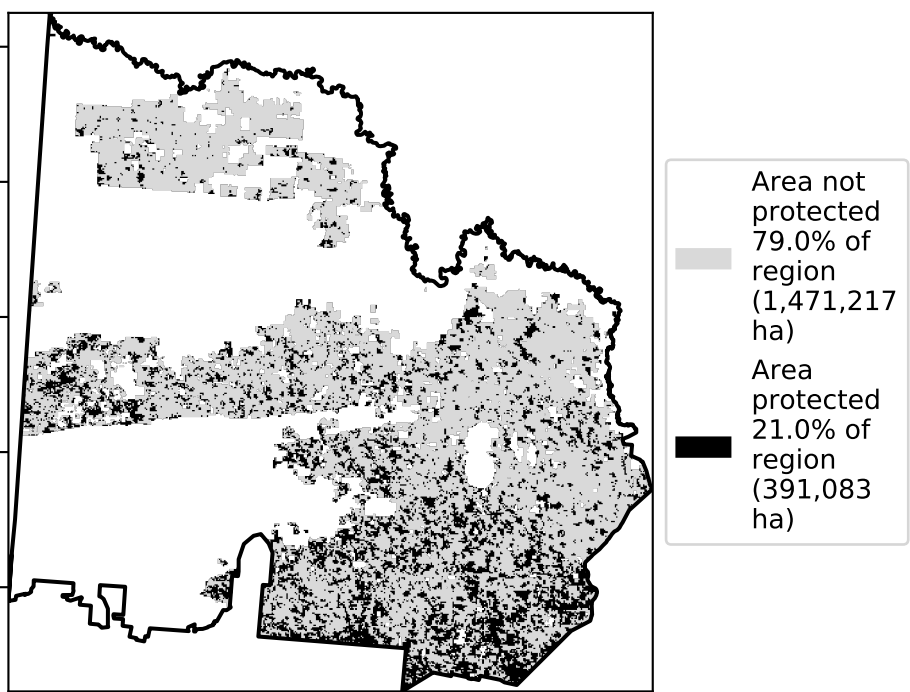 Area not
protected
79.0% of
region
(1,471,217
ha)
Area
protected
21.0% of
region
(391,083
ha)